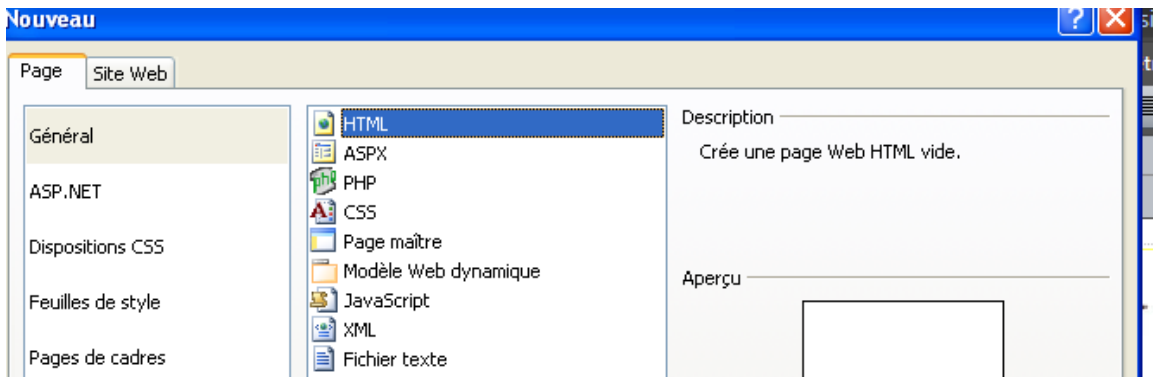 Nouveau
Page
Site Web
Général
ASP.NET
Dispositions CSS
Feuilles de style
Pages de cadres
HTML
ASPX
PHP
CSS
Page maître
Modèle Web dynamique
JavaScript
XML
Fichier texte
Description
Crée une page Web HTML vide.
Aperçu